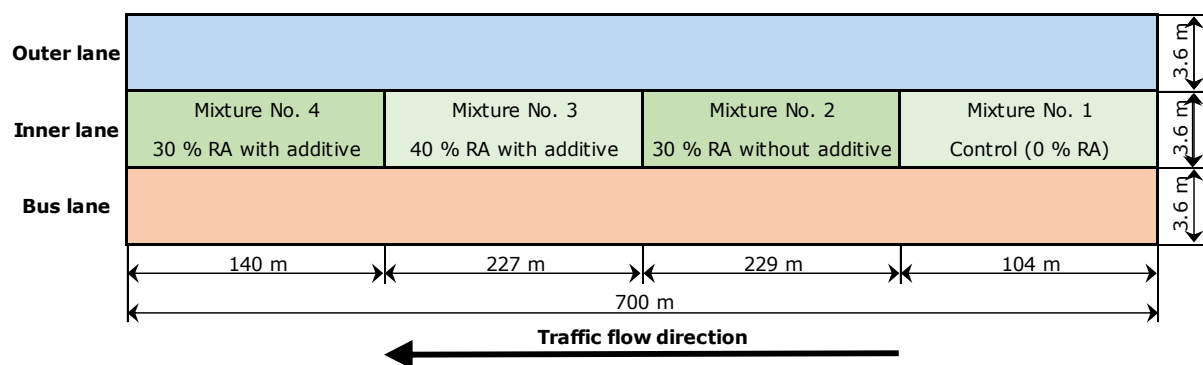 Outer lane
3.6 m
Mixture No. 4 Mixture No. 3 Mixture No. 2 Mixture No. 1
30 % RA with additive 40 % RA with additive 30 % RA without additive Control (0 % RA)
Inner lane
3.6 m
Bus lane
3.6 m
140 m 227 m 229 m 104 m
700 m
Traffic flow direction